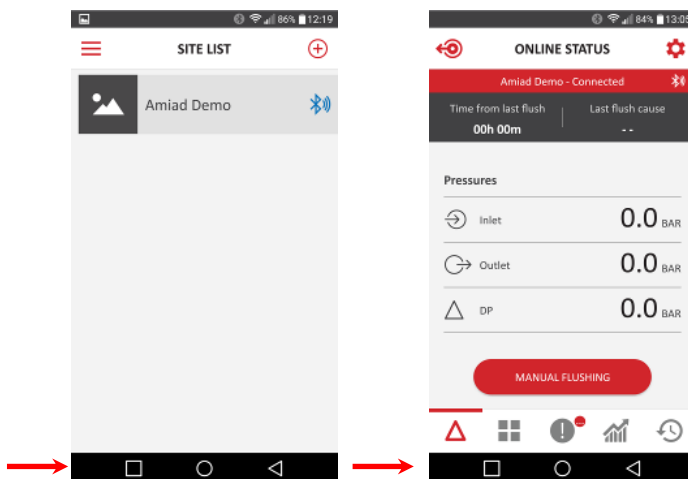 86% 12:19
SITE LIST
Amiad Demo
84% 13:05
ONLINE STATUS
Amiad Demo - Connected
Time from last flush Last flush cause
00h 00m - -
Pressures
Inlet 0.0 BAR
Outlet 0.0 BAR
DP 0.0 BAR
MANUAL FLUSHING